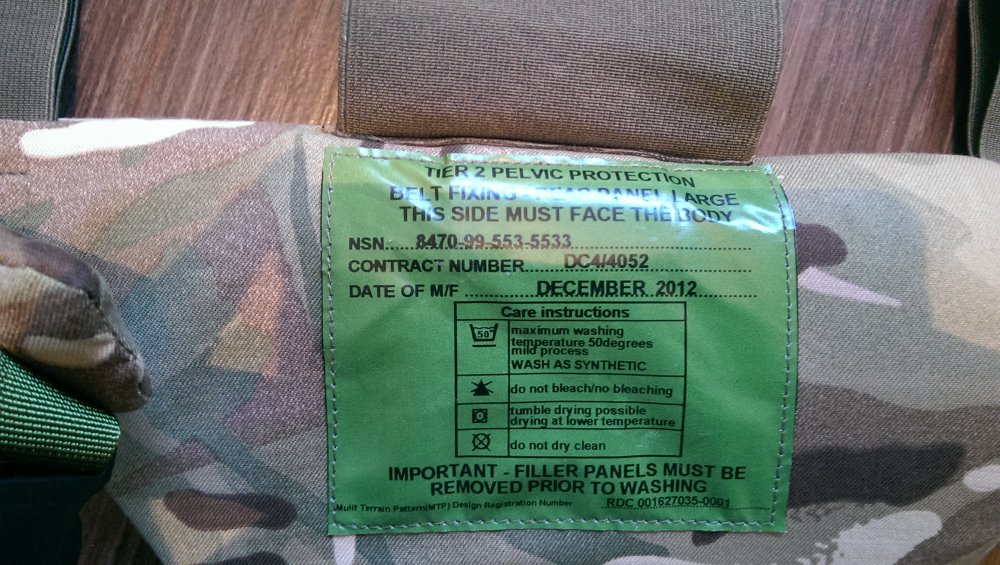 TIER 2 PELVIC PROTECTION
BELT FIXING - REAR PANEL LARGE
THIS SIDE MUST FACE THE BODY
NSN..... 8470-99-553-5533
CONTRACT NUMBER........ DC4/4052
DATE OF M/F ............ DECEMBER 2012
Care instructions
50°
maximum washing
temperature 50degrees
mild process
WASH AS SYNTHETIC
do not bleach/no bleaching
tumble drying possible
drying at lower temperature
do not dry clean
IMPORTANT - FILLER PANELS MUST BE
REMOVED PRIOR TO WASHING
Mulit Terrain Pattern(MTP) Design Registration Number RDC 001627035-0001